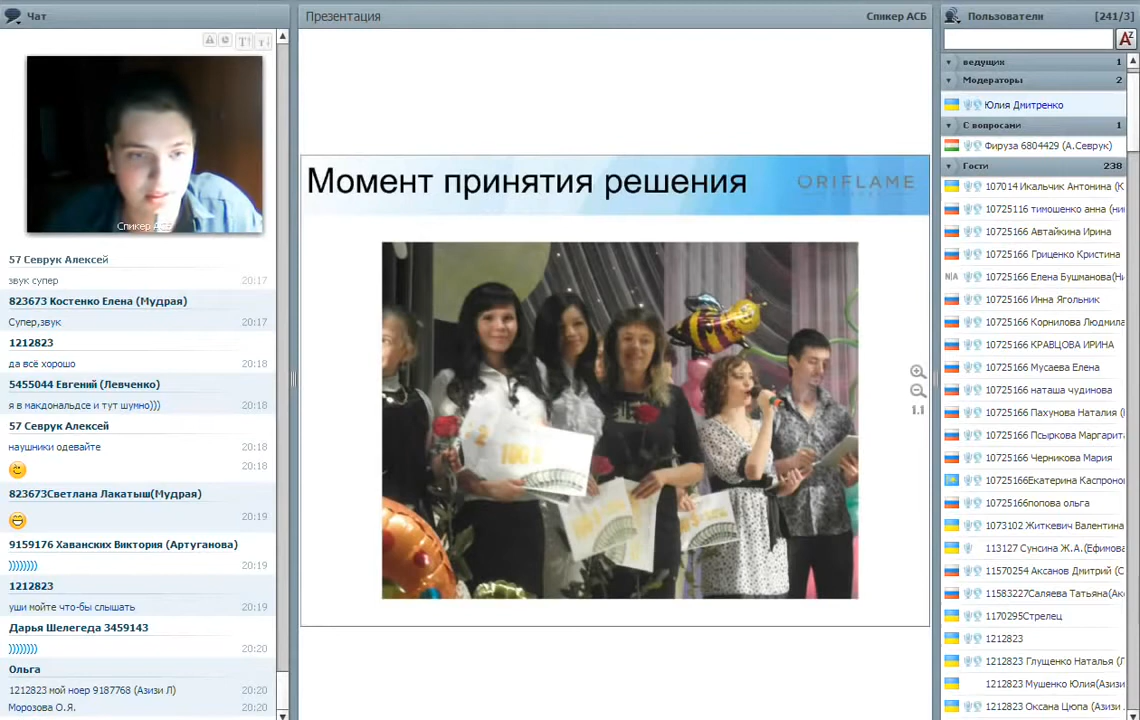 Чат
Спикер АСБ
57 Севрук Алексей
звук супер 20:17
823673 Костенко Елена (Мудрая)
Супер,звук 20:17
1212823
да всё хорошо 20:18
5455044 Евгений (Левченко)
я в макдональдсе и тут шумно))) 20:18
57 Севрук Алексей
наушники одевайте 20:18
20:18
823673Светлана Лакатыш(Мудрая)
20:19
9159176 Хаванских Виктория (Артуганова)
)))))))) 20:19
1212823
уши мойте что-бы слышать 20:19
Дарья Шелегеда 3459143
)))))))) 20:20
Ольга
1212823 мой ноер 9187768 (Азизи Л) 20:20
Морозова О.Я. 20:20
Презентация Спикер АСБ
Момент принятия решения ORIFLAME
1.1
Пользователи [241/3]
ведущих 1
Модераторы 2
Юлия Дмитренко
С вопросами 1
Фируза 6804429 (А.Севрук)
Гости 238
107014 Икальчик Антонина (К
10725116 тимошенко анна (ни
10725166 Автайкина Ирина
10725166 Гриценко Кристина
N/A 10725166 Елена Бушманова(Ни
10725166 Инна Ягольник
10725166 Корнилова Людмила
10725166 КРАВЦОВА ИРИНА
10725166 Мусаева Елена
10725166 наташа чудинова
10725166 Пахунова Наталия (
10725166 Псыркова Маргарит
10725166 Черникова Мария
10725166Екатерина Каспроно
10725166попова ольга
1073102 Житкевич Валентина
113127 Сунсина Ж.А.(Ефимова
11570254 Аксанов Дмитрий (С
11583227Саляева Татьяна(Ак
1170295Стрелец
1212823
1212823 Глущенко Наталья (Л
1212823 Мушенко Юлия(Азизи
1212823 Оксана Цюпа (Азизи